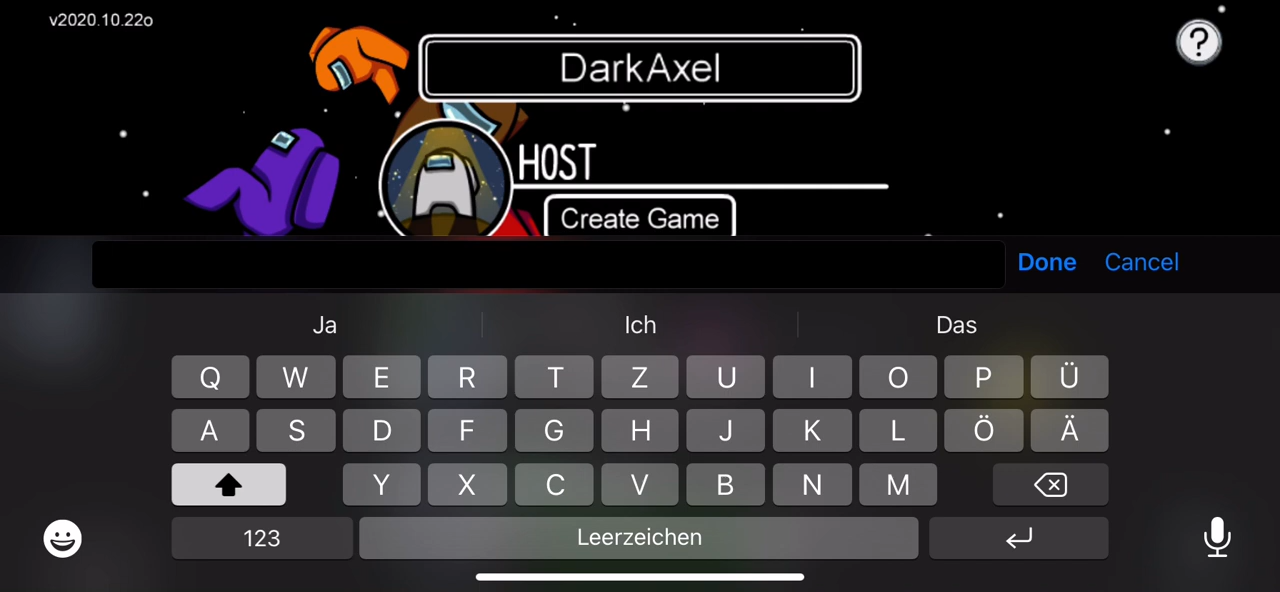 v2020.10.22o
?
DarkAxel
HOST
Create Game
Done Cancel
Ja Ich Das
Q W E R T Z U I O P Ü
A S D F G H J K L Ö Ä
Y X C V B N M
123 Leerzeichen